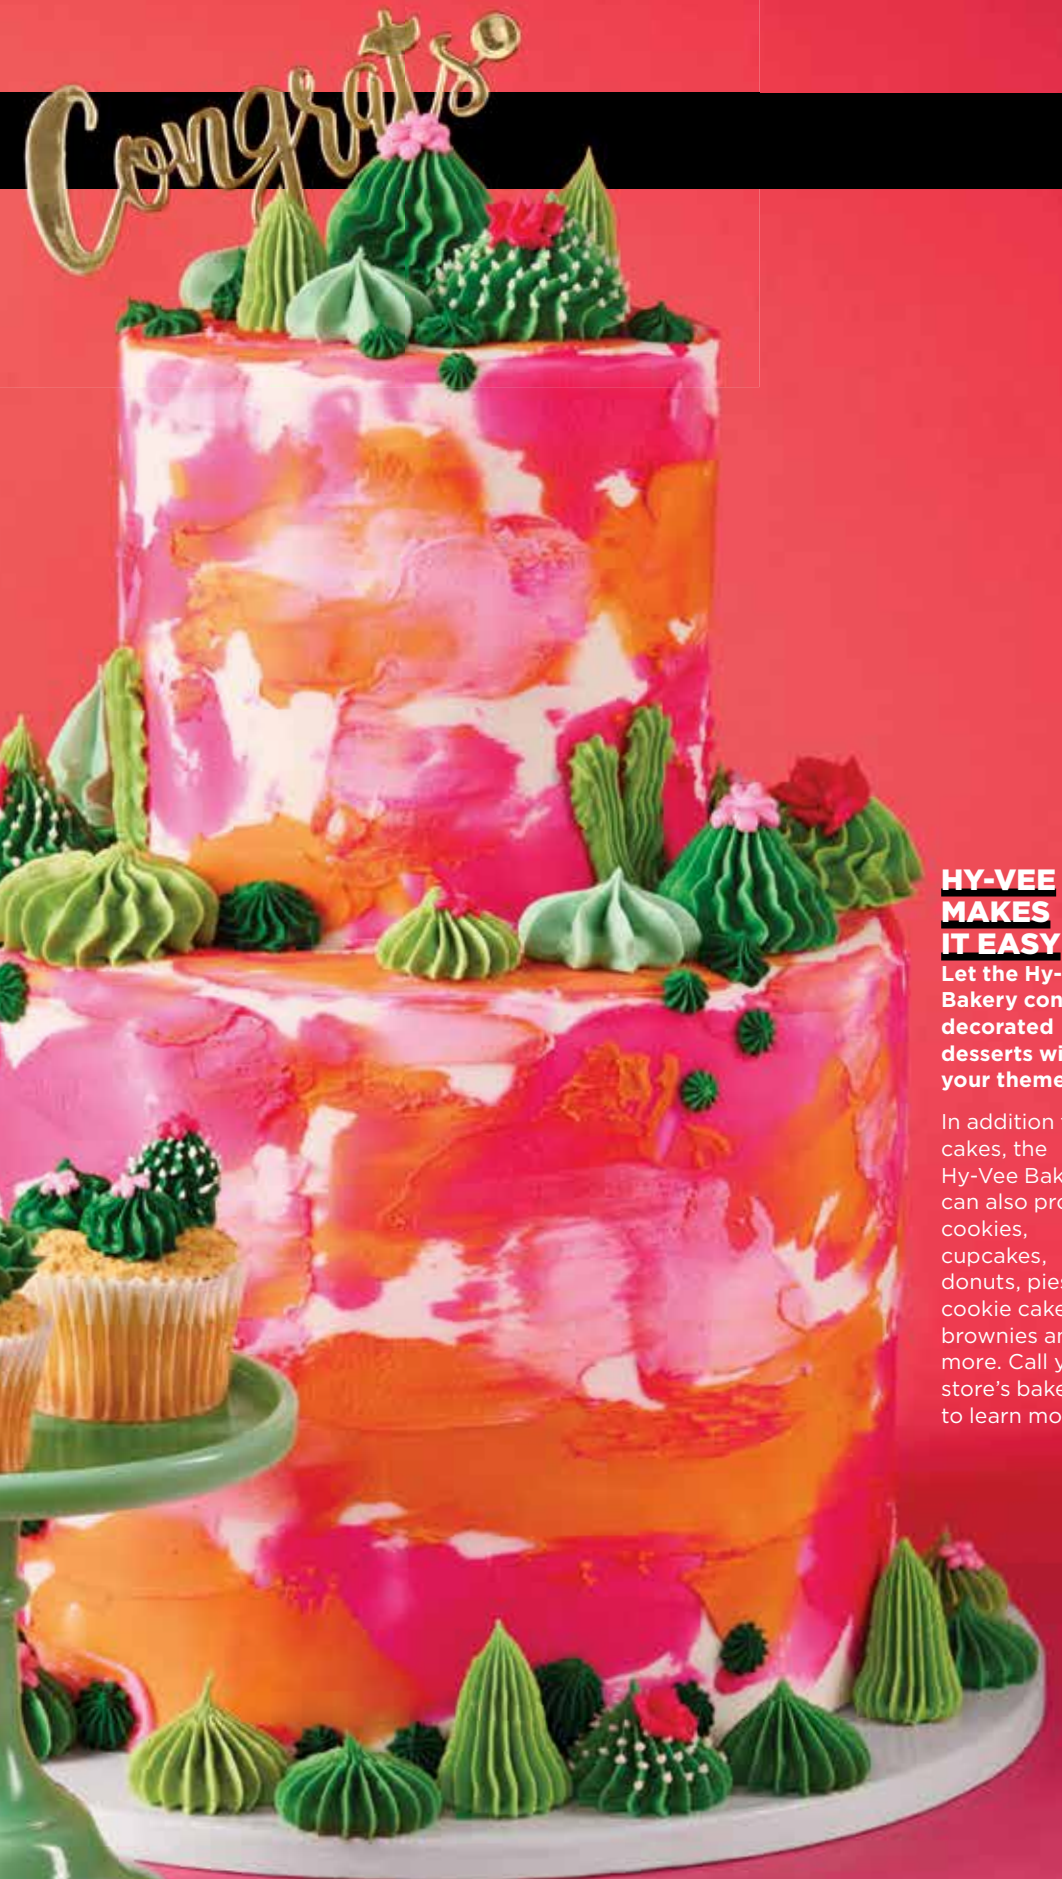 Congrats
HY-VEE
MAKES
IT EASY
Let the Hy-
Bakery con
decorated
desserts wi
your theme
In addition
cakes, the
Hy-Vee Bak
can also pro
cookies,
cupcakes,
donuts, pies
cookie cake
brownies ar
more. Call y
store's bake
to learn mo